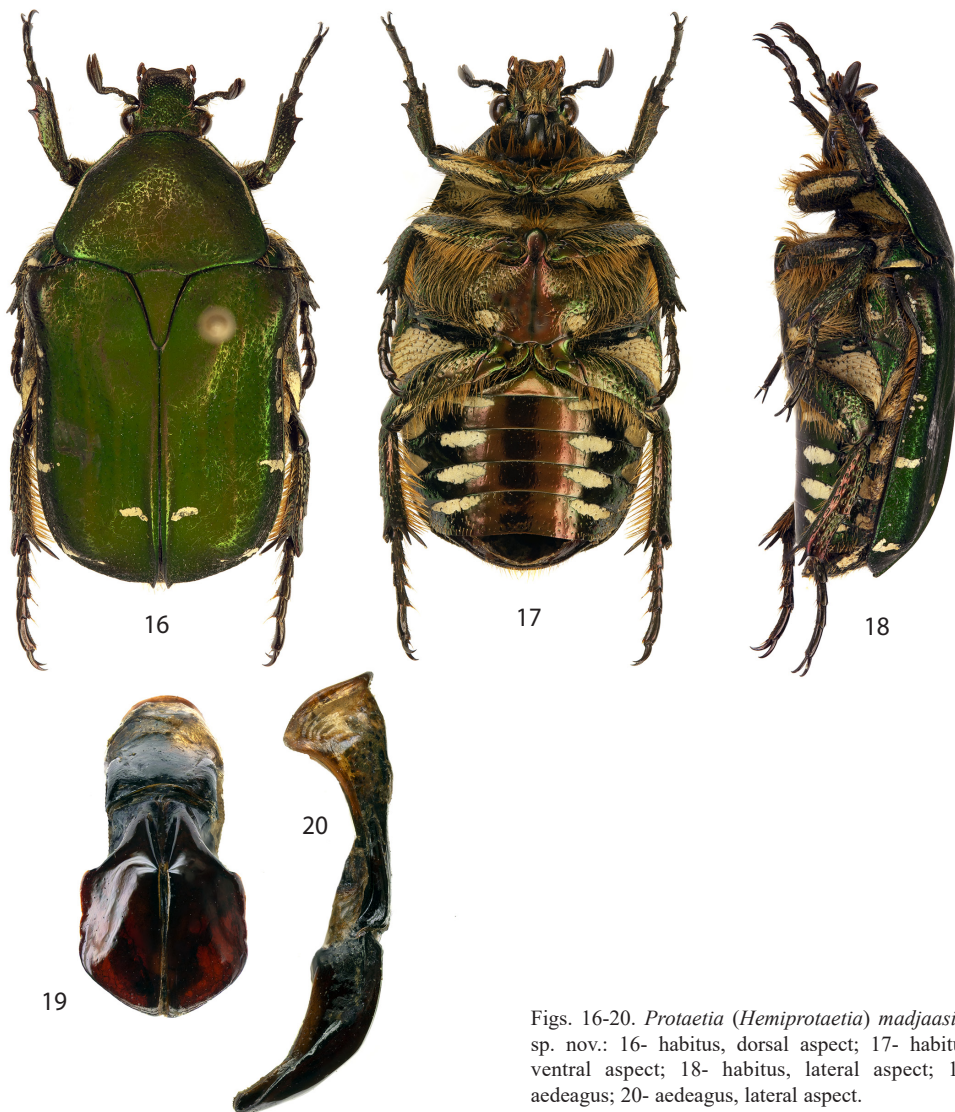 16
17
18
19
20
Figs. 16-20. Protaetia (Hemiprotaetia) madjaasi
sp. nov.: 16- habitus, dorsal aspect; 17- habitu
ventral aspect; 18- habitus, lateral aspect; 1
aedeagus; 20- aedeagus, lateral aspect.